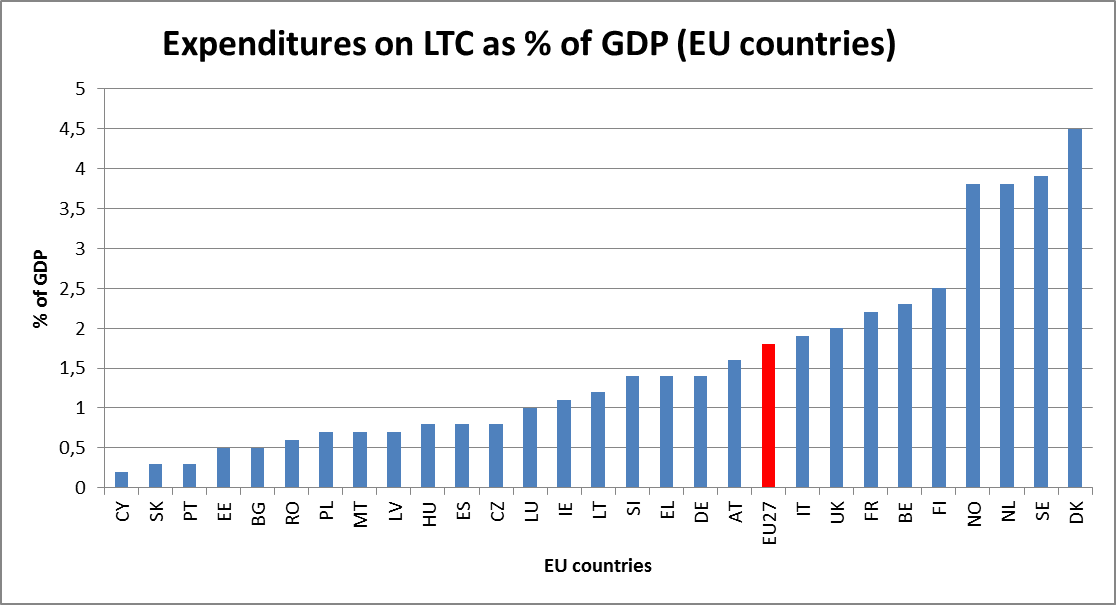 Expenditures on LTC as % of GDP (EU countries)
5
4,5
4
3,5
3
2,5
2
1,5
1
0,5
0
% of GDP
CY SK PT EE BG RO PL MT LV HU ES CZ LU IE LT SI EL DE AT EU27 IT UK FR BE FI NO NL SE DK
EU countries